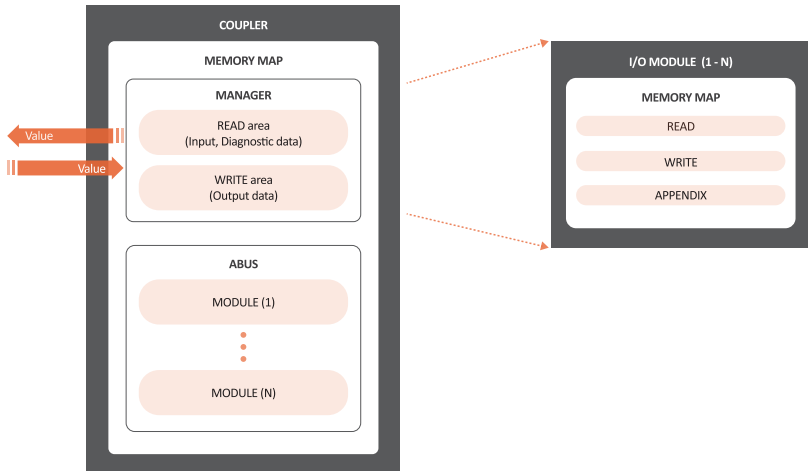 COUPLER
MEMORY MAP
MANAGER
READ area
(Input, Diagnostic data)
WRITE area
(Output data)
Value
Value
ABUS
MODULE (1)
MODULE (N)
I/O MODULE (1 - N)
MEMORY MAP
READ
WRITE
APPENDIX